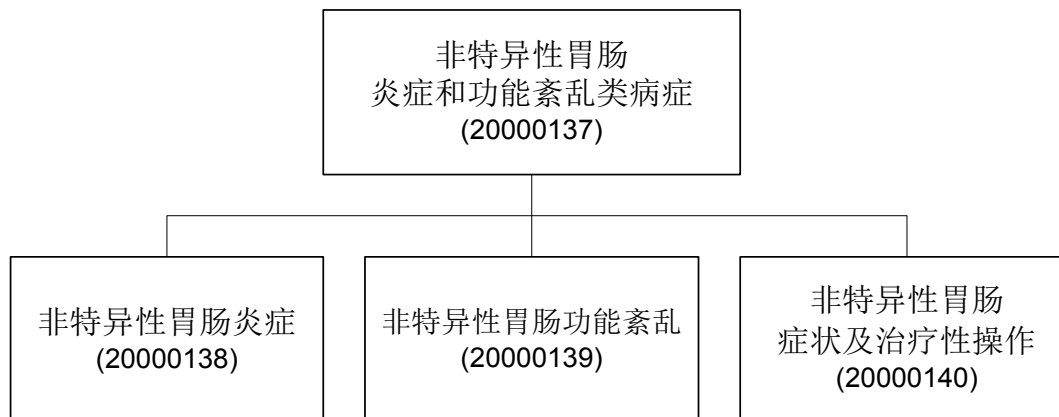 非特异性胃肠
炎症和功能紊乱类病症
(20000137)
非特异性胃肠炎症
(20000138)
非特异性胃肠功能紊乱
(20000139)
非特异性胃肠
症状及治疗性操作
(20000140)